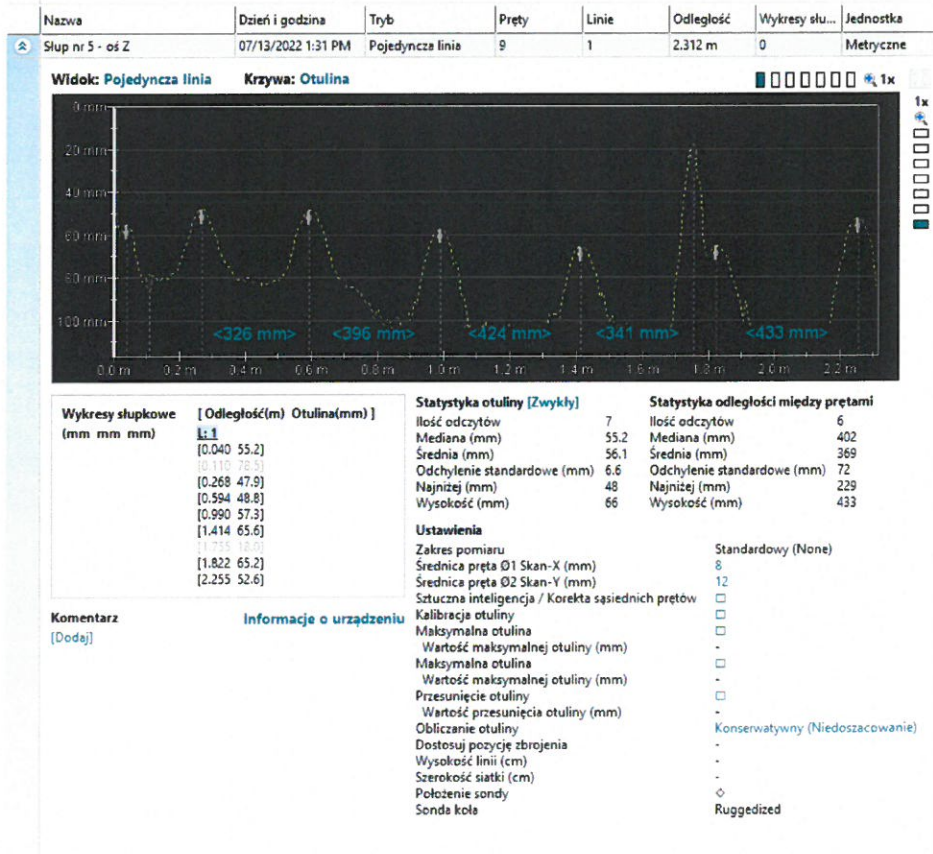 Nazwa Dzień i godzina Tryb Pręty Linie Odległość Wykresy słu... Jednostka
Słup nr 5 - oś Z 07/13/2022 1:31 PM Pojedyncza linia 9 1 2.312 m 0 Metryczne
Widok: Pojedyncza linia Krzywa: Otulina 1x
1x
0 mm
20 mm
40 mm
60 mm
80 mm
100 mm
<326 mm> <396 mm> <424 mm> <341 mm> <433 mm>
0.0 m 0.2 m 0.4 m 0.6 m 0.8 m 1.0 m 1.2 m 1.4 m 1.6 m 1.8 m 2.0 m 2.2 m
Wykresy słupkowe
(mm mm mm)
[ Odległość(m) Otulina(mm) ]
L: 1
[0.040 55.2]
[0.110 78.5]
[0.268 47.9]
[0.594 48.8]
[0.990 57.3]
[1.414 65.6]
[1.755 18.0]
[1.822 65.2]
[2.255 52.6]
Komentarz
[Dodaj]
Informacje o urządzeniu
Statystyka otuliny [Zwykły]
Ilość odczytów 7
Mediana (mm) 55.2
Średnia (mm) 56.1
Odchylenie standardowe (mm) 6.6
Najniżej (mm) 48
Wysokość (mm) 66
Statystyka odległości między prętami
Ilość odczytów 6
Mediana (mm) 402
Średnia (mm) 369
Odchylenie standardowe (mm) 72
Najniżej (mm) 229
Wysokość (mm) 433
Ustawienia
Zakres pomiaru Standardowy (None)
Średnica pręta Ø1 Skan-X (mm) 8
Średnica pręta Ø2 Skan-Y (mm) 12
Sztuczna inteligencja / Korekta sąsiednich prętów
Kalibracja otuliny
Maksymalna otulina
Wartość maksymalnej otuliny (mm) -
Maksymalna otulina
Wartość maksymalnej otuliny (mm) -
Przesunięcie otuliny
Wartość przesunięcia otuliny (mm) -
Obliczanie otuliny Konserwatywny (Niedoszacowanie)
Dostosuj pozycję zbrojenia -
Wysokość linii (cm) -
Szerokość siatki (cm) -
Położenie sondy
Sonda koła Ruggedized